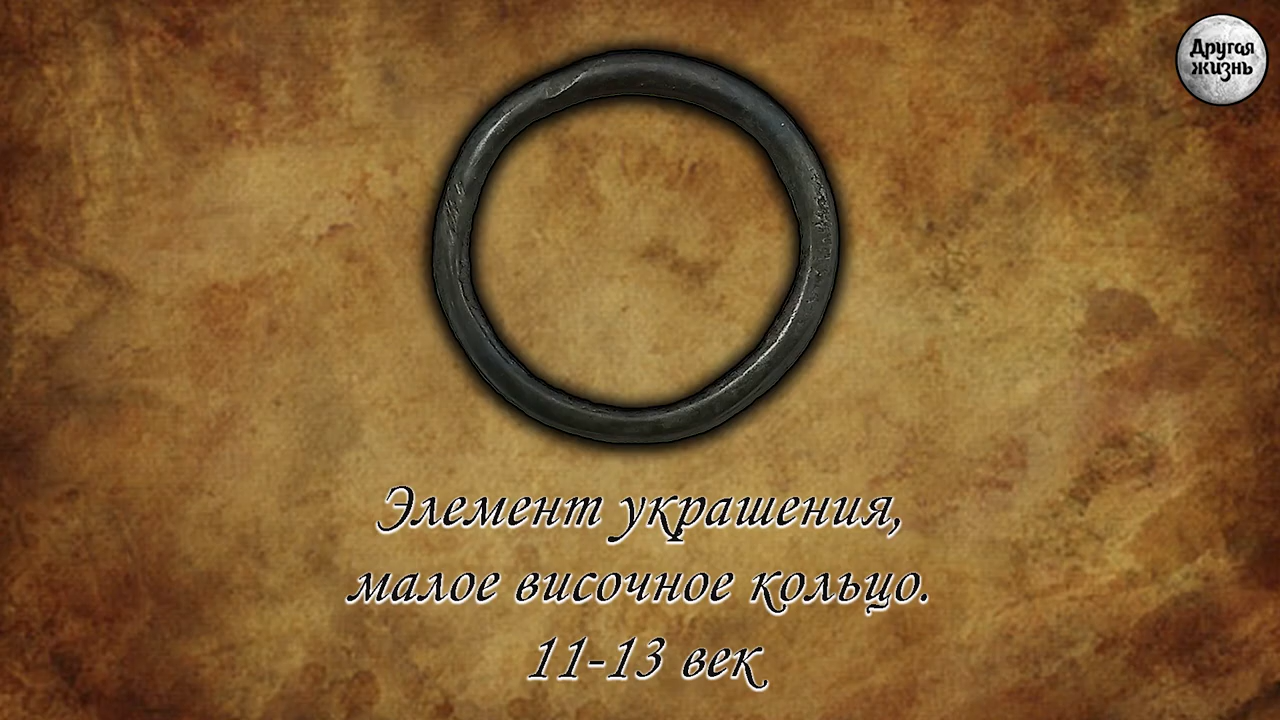 Другая
жизнь
Элемент украшения,
малое височное кольцо.
11-13 век